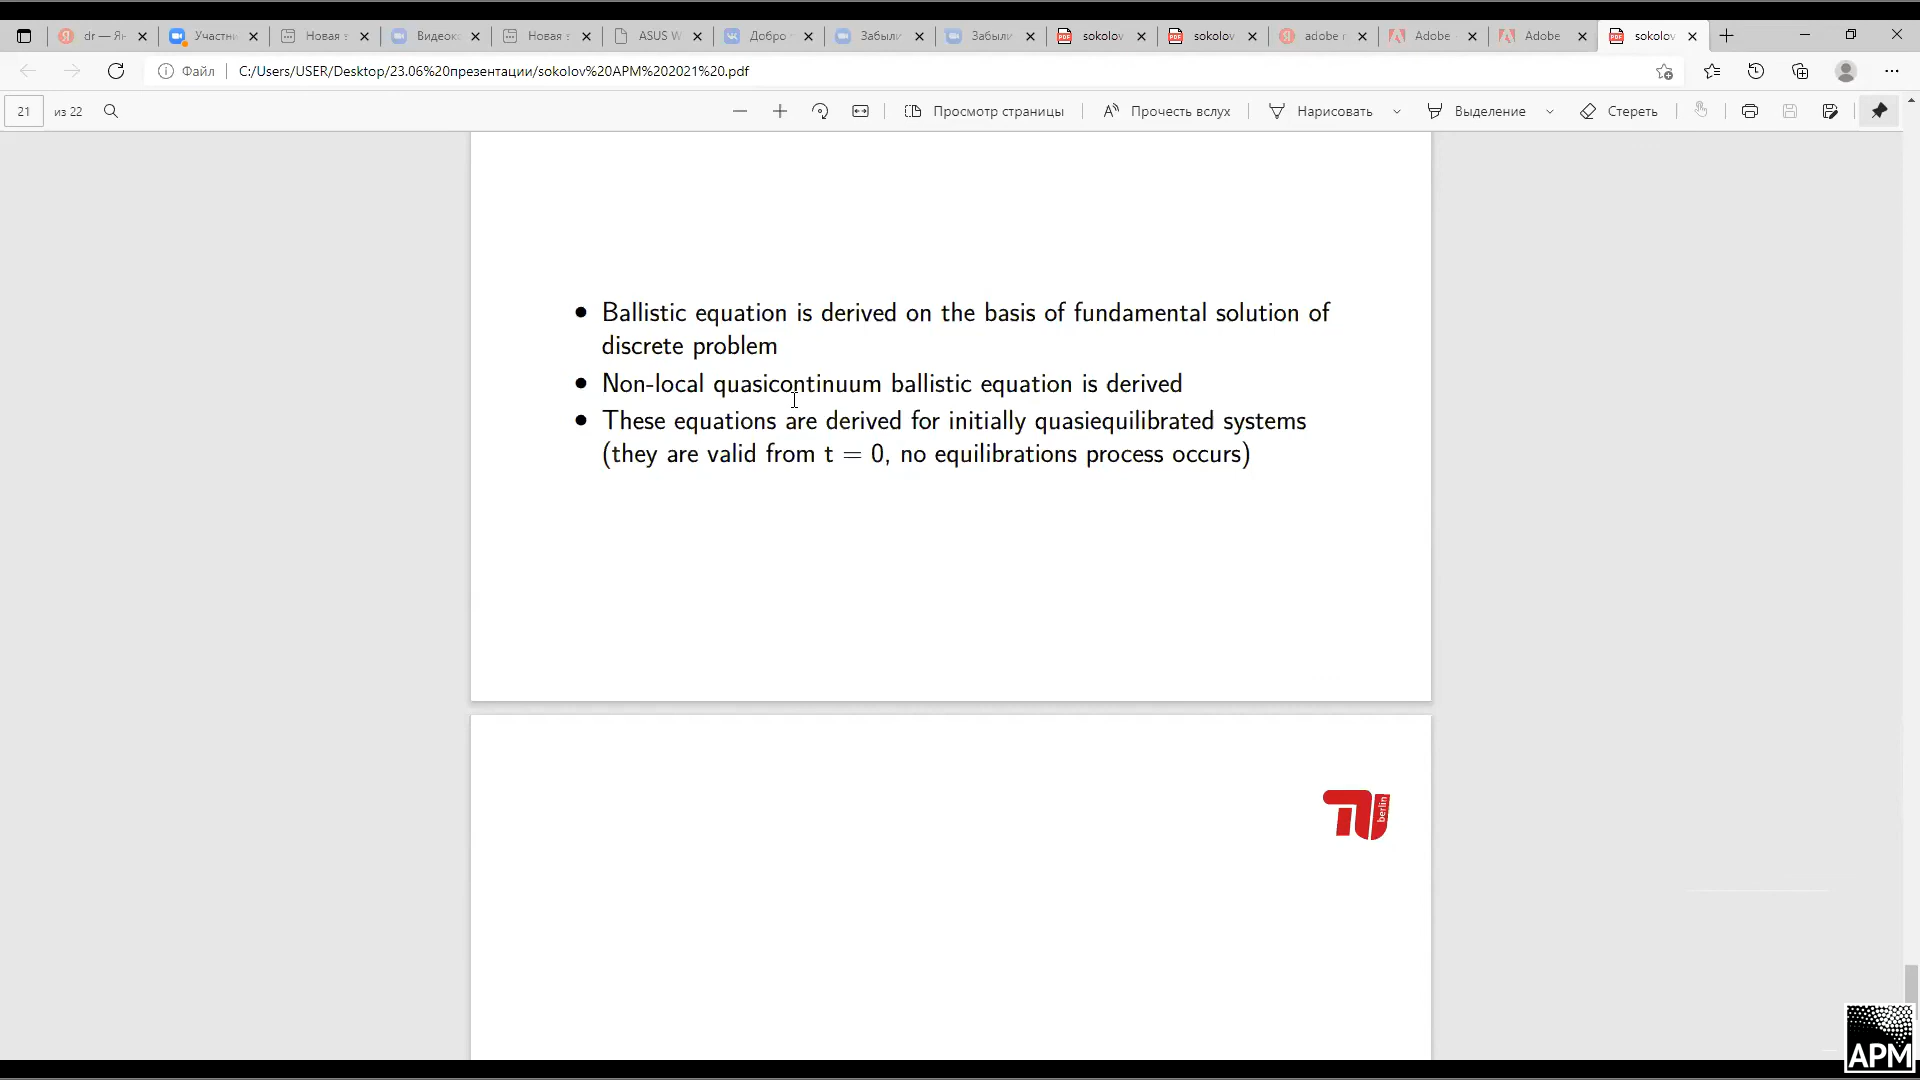 dr — Ян
Участн
Новая в
Видеок
Новая в
ASUS W
Добро
Забыли
Забыли
sokolov
sokolov
adobe r
Adobe
Adobe
sokolov
Файл
C:/Users/USER/Desktop/23.06%20презентации/sokolov%20APM%202021%20.pdf
21 из 22
Просмотр страницы
Прочесть вслух
Нарисовать
Выделение
Стереть
• Ballistic equation is derived on the basis of fundamental solution of
discrete problem
• Non-local quasicontinuum ballistic equation is derived
• These equations are derived for initially quasiequilibrated systems
(they are valid from t = 0, no equilibrations process occurs)
berlin
APM